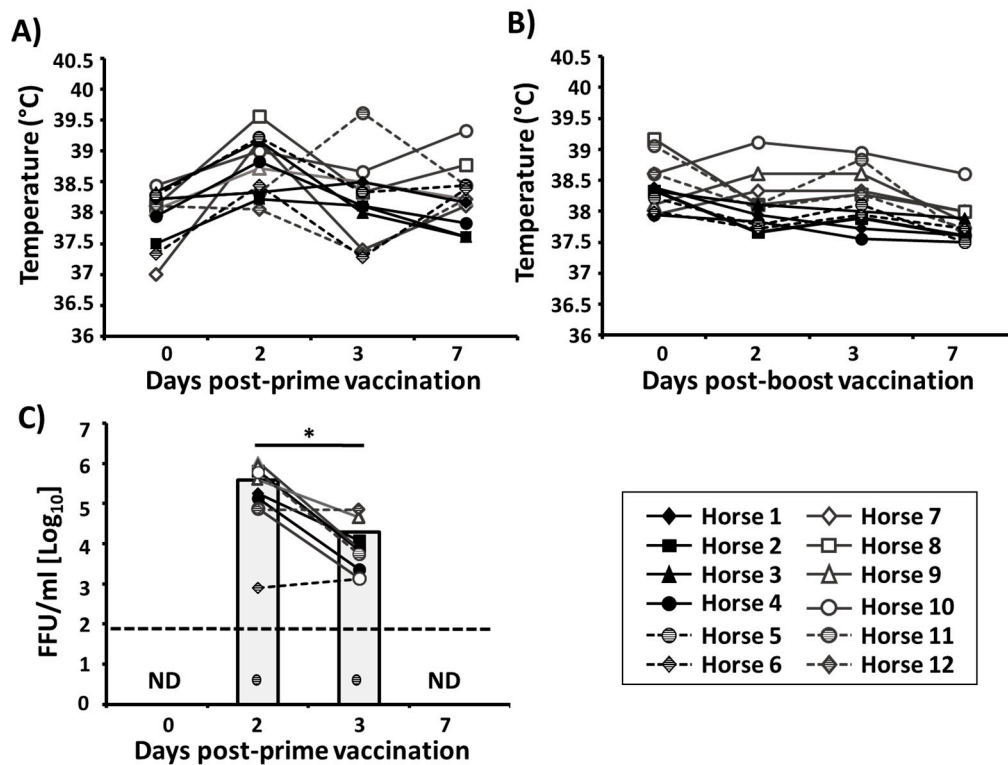 A)
40.5
40
39.5
39
38.5
38
37.5
37
36.5
36
Temperature (°C)
0 2 3 7
Days post-prime vaccination
B)
40.5
40
39.5
39
38.5
38
37.5
37
36.5
36
Temperature (°C)
0 2 3 7
Days post-boost vaccination
C)
7
6
5
4
3
2
1
0
FFU/ml [Log10]
*
ND ND
0 2 3 7
Days post-prime vaccination
Horse 1 Horse 7
Horse 2 Horse 8
Horse 3 Horse 9
Horse 4 Horse 10
Horse 5 Horse 11
Horse 6 Horse 12